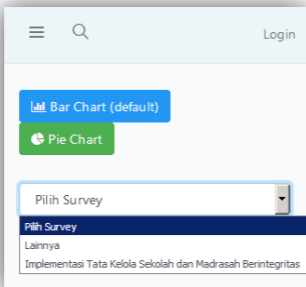 Login
Bar Chart (default)
Pie Chart
Pilih Survey
Pilih Survey
Lainnya
Implementasi Tata Kelola Sekolah dan Madrasah Berintegritas